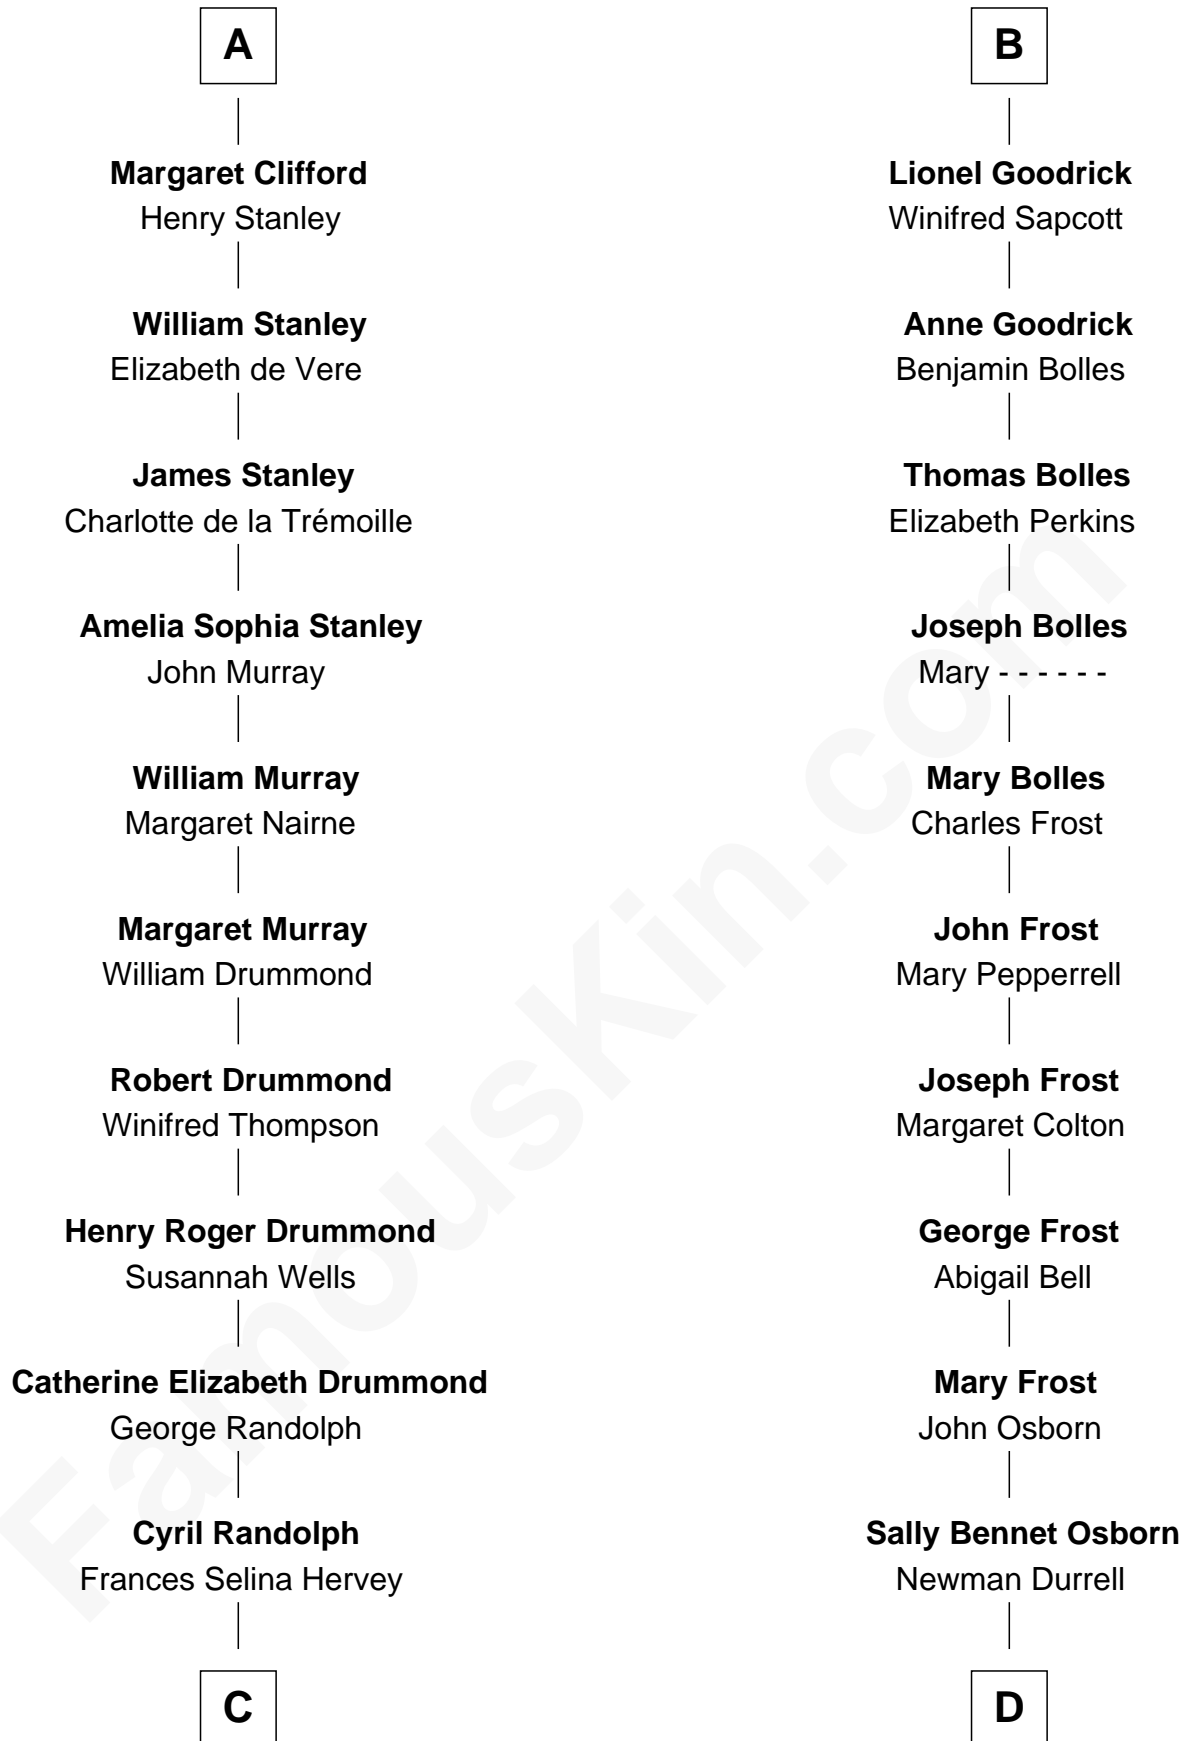 A
Margaret Clifford
Henry Stanley
William Stanley
Elizabeth de Vere
James Stanley
Charlotte de la Trémoille
Amelia Sophia Stanley
John Murray
William Murray
Margaret Nairne
Margaret Murray
William Drummond
Robert Drummond
Winifred Thompson
Henry Roger Drummond
Susannah Wells
Catherine Elizabeth Drummond
George Randolph
Cyril Randolph
Frances Selina Hervey
C
B
Lionel Goodrick
Winifred Sapcott
Anne Goodrick
Benjamin Bolles
Thomas Bolles
Elizabeth Perkins
Joseph Bolles
Mary - - - - - -
Mary Bolles
Charles Frost
John Frost
Mary Pepperrell
Joseph Frost
Margaret Colton
George Frost
Abigail Bell
Mary Frost
John Osborn
Sally Bennet Osborn
Newman Durrell
D
FamousKin.com